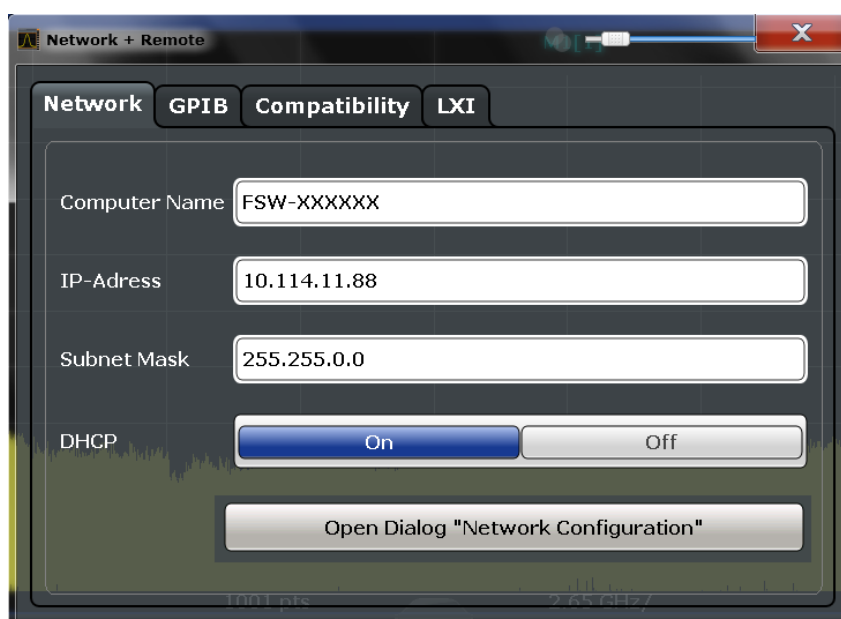 Network + Remote
Network GPIB Compatibility LXI
Computer Name FSW-XXXXXX
IP-Adress 10.114.11.88
Subnet Mask 255.255.0.0
DHCP On Off
Open Dialog "Network Configuration"
1001 pts 2.65 GHz/